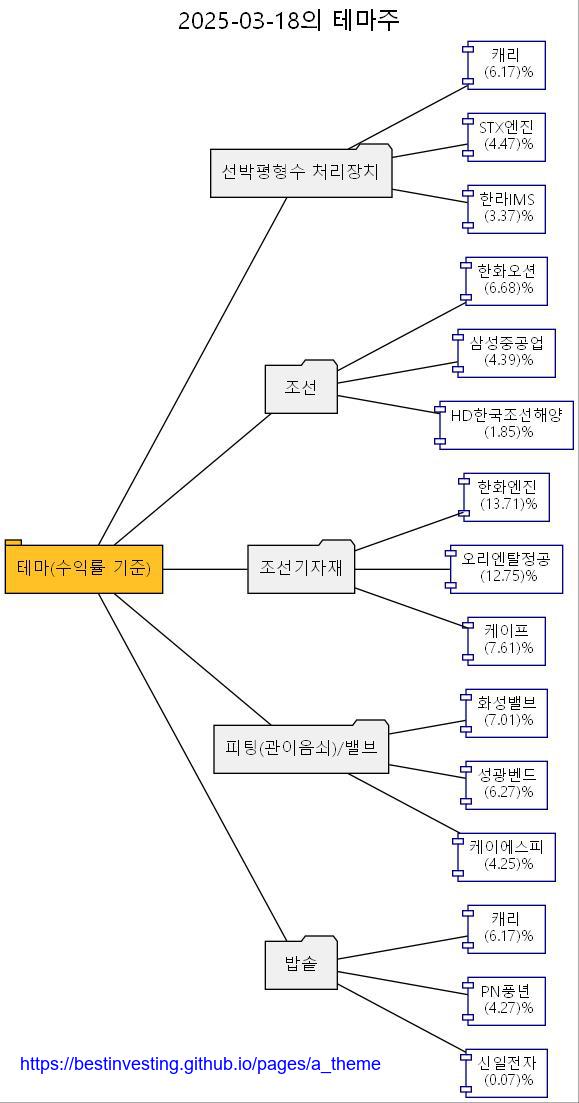 2025-03-18의 테마주
테마(수익률 기준)
선박평형수 처리장치
캐리
(6.17)%
STX엔진
(4.47)%
한라IMS
(3.37)%
조선
한화오션
(6.68)%
삼성중공업
(4.39)%
HD한국조선해양
(1.85)%
조선기자재
한화엔진
(13.71)%
오리엔탈정공
(12.75)%
케이프
(7.61)%
피팅(관이음쇠)/밸브
화성밸브
(7.01)%
성광벤드
(6.27)%
케이에스피
(4.25)%
밥솥
캐리
(6.17)%
PN풍년
(4.27)%
신일전자
(0.07)%
https://bestinvesting.github.io/pages/a_theme